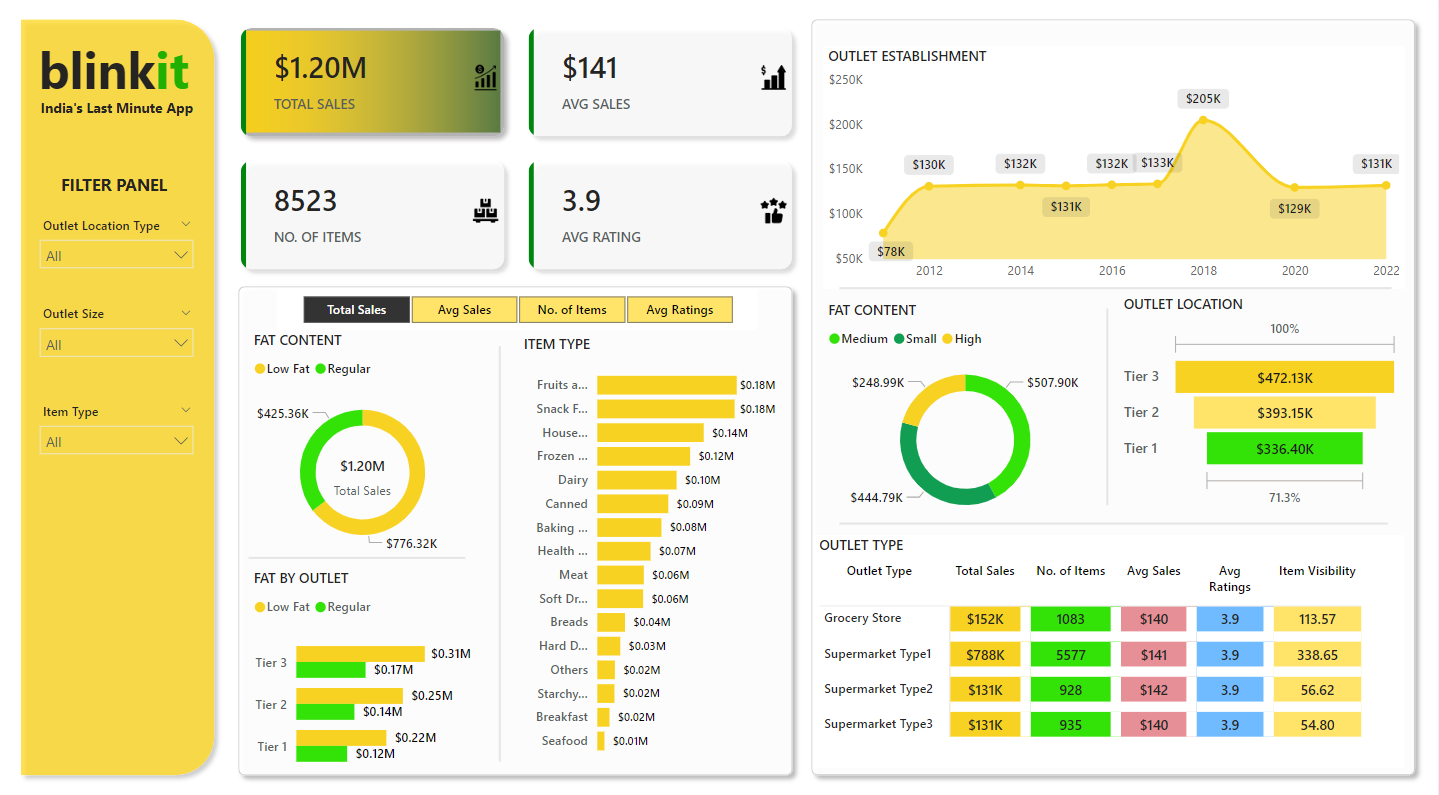 blinkit
India's Last Minute App
FILTER PANEL
Outlet Location Type
All
Outlet Size
All
Item Type
All
$1.20M
TOTAL SALES
$141
AVG SALES
8523
NO. OF ITEMS
3.9
AVG RATING
Total Sales Avg Sales No. of Items Avg Ratings
FAT CONTENT
Low Fat Regular
$425.36K
$1.20M
Total Sales
$776.32K
FAT BY OUTLET
Low Fat Regular
Tier 3 $0.31M
$0.17M
Tier 2 $0.25M
$0.14M
Tier 1 $0.22M
$0.12M
ITEM TYPE
Fruits a... $0.18M
Snack F... $0.18M
House... $0.14M
Frozen ... $0.12M
Dairy $0.10M
Canned $0.09M
Baking ... $0.08M
Health ... $0.07M
Meat $0.06M
Soft Dr... $0.06M
Breads $0.04M
Hard D... $0.03M
Others $0.02M
Starchy... $0.02M
Breakfast $0.02M
Seafood $0.01M
OUTLET ESTABLISHMENT
$250K
$200K
$150K
$100K
$50K
$78K
$130K
$132K
$131K
$132K
$133K
$205K
$129K
$131K
2012 2014 2016 2018 2020 2022
FAT CONTENT
Medium Small High
$248.99K
$507.90K
$444.79K
OUTLET LOCATION
100%
Tier 3 $472.13K
Tier 2 $393.15K
Tier 1 $336.40K
71.3%
OUTLET TYPE
Outlet Type Total Sales No. of Items Avg Sales Avg Ratings Item Visibility
Grocery Store $152K 1083 $140 3.9 113.57
Supermarket Type1 $788K 5577 $141 3.9 338.65
Supermarket Type2 $131K 928 $142 3.9 56.62
Supermarket Type3 $131K 935 $140 3.9 54.80